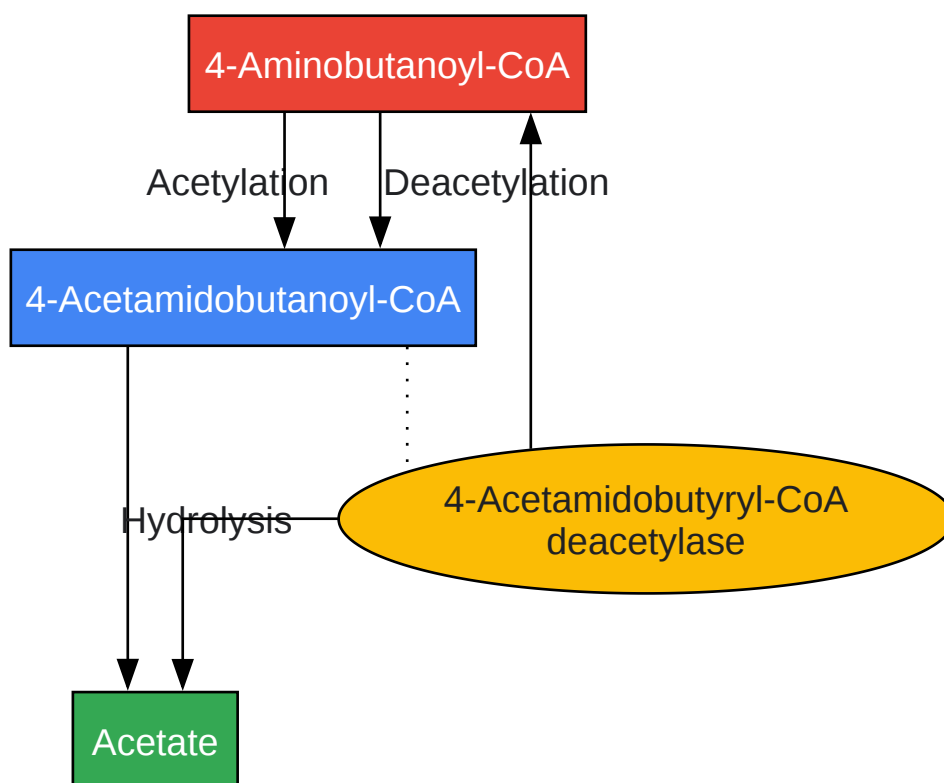 4-Aminobutanoyl-CoA
Acetylation
Deacetylation
4-Acetamidobutanoyl-CoA
4-Acetamidobutyryl-CoA
deacetylase
Hydrolysis
Acetate